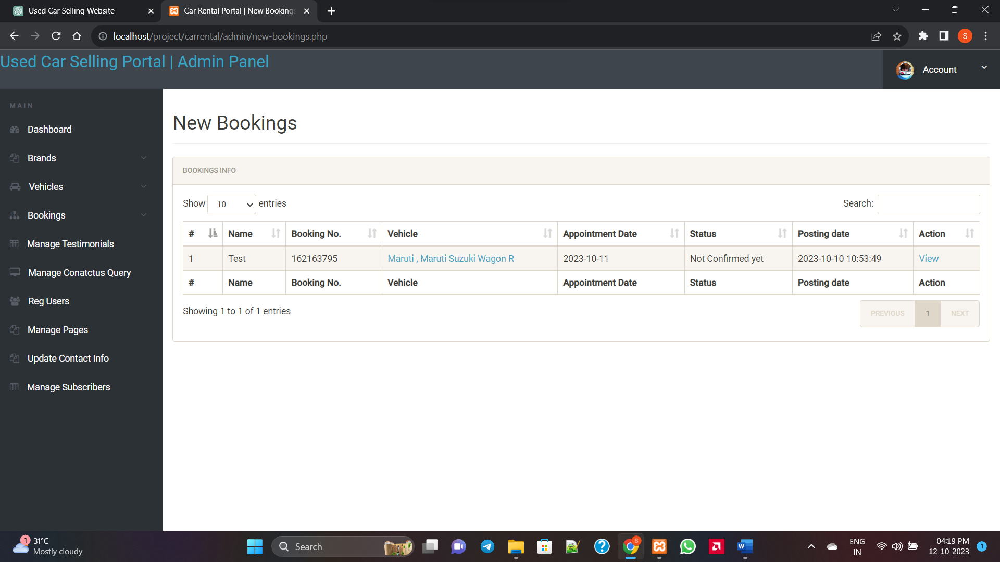 Used Car Selling Website
Car Rental Portal | New Bookings
localhost/project/carrental/admin/new-bookings.php
S
Used Car Selling Portal | Admin Panel
Account
MAIN
Dashboard
Brands
Vehicles
Bookings
Manage Testimonials
Manage Conatctus Query
Reg Users
Manage Pages
Update Contact Info
Manage Subscribers
New Bookings
BOOKINGS INFO
Show 10 entries
Search:
# Name Booking No. Vehicle Appointment Date Status Posting date Action
1 Test 162163795 Maruti , Maruti Suzuki Wagon R 2023-10-11 Not Confirmed yet 2023-10-10 10:53:49 View
# Name Booking No. Vehicle Appointment Date Status Posting date Action
Showing 1 to 1 of 1 entries
PREVIOUS 1 NEXT
1
31°C
Mostly cloudy
Search
S
W
ENG
IN
04:19 PM
12-10-2023
1